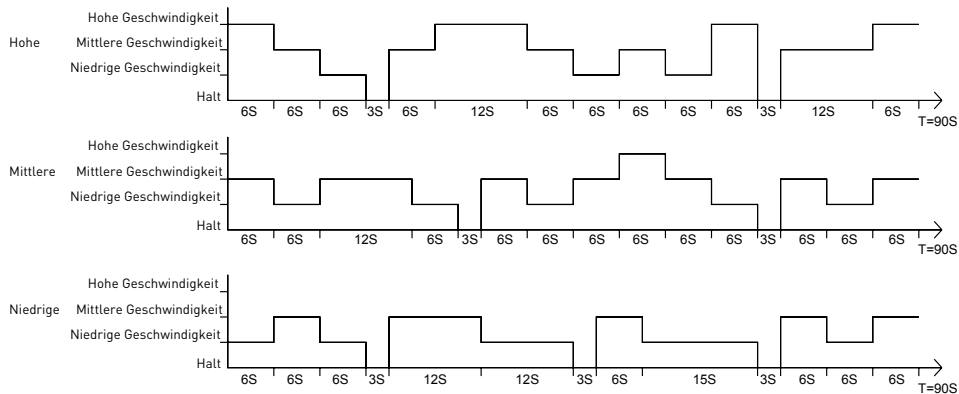 Hohe Geschwindigkeit
Hohe Mittlere Geschwindigkeit
Niedrige Geschwindigkeit
Halt
6S 6S 6S 3S 6S 12S 6S 6S 6S 6S 6S 3S 12S 6S
T=90S
Hohe Geschwindigkeit
Mittlere Mittlere Geschwindigkeit
Niedrige Geschwindigkeit
Halt
6S 6S 12S 6S 3S 6S 6S 6S 6S 6S 6S 3S 6S 6S 6S
T=90S
Hohe Geschwindigkeit
Niedrige Mittlere Geschwindigkeit
Niedrige Geschwindigkeit
Halt
6S 6S 6S 3S 12S 12S 3S 6S 15S 3S 6S 6S 6S
T=90S